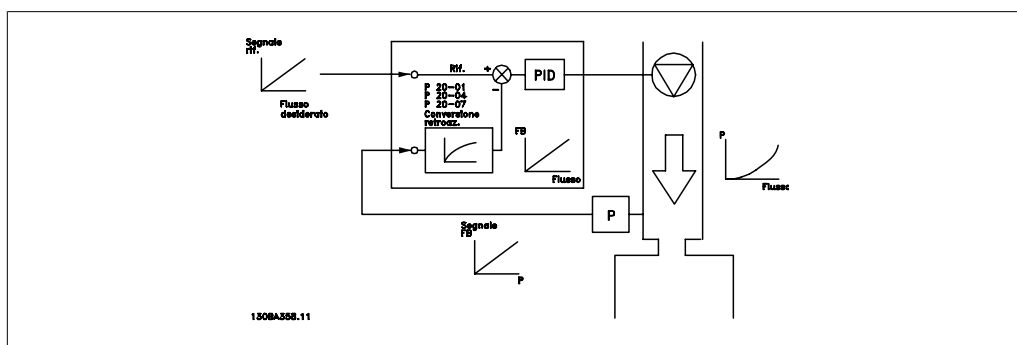 Segnale
rif.
Flusso
desiderato
Rif.
+
-
PID
P 20-01
P 20-04
P 20-07
Conversione
retroaz.
FB
Flusso
P
Flusso
P
Segnale
FB
P
130BA358.11